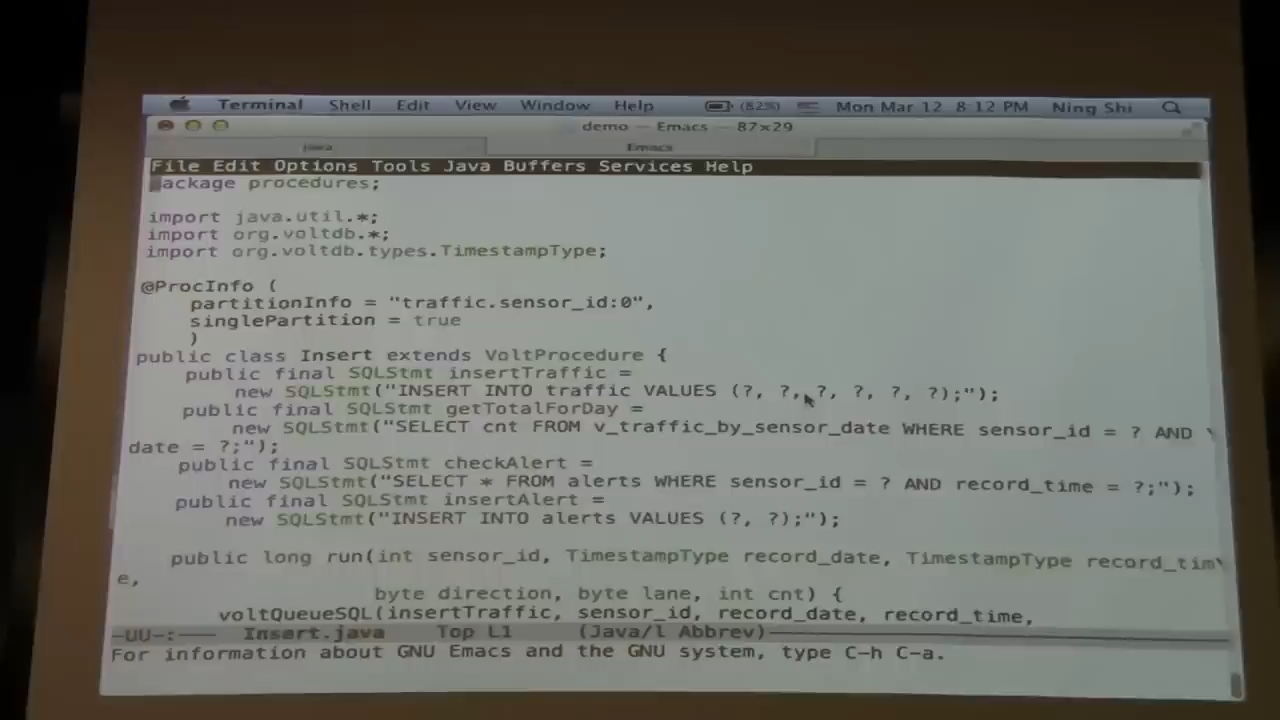 Terminal Shell Edit View Window Help (82%) Mon Mar 12 8:12 PM Ning Shi
demo — Emacs — 87×29
java Emacs
File Edit Options Tools Java Buffers Services Help
package procedures;
import java.util.*;
import org.voltdb.*;
import org.voltdb.types.TimestampType;
@ProcInfo (
partitionInfo = "traffic.sensor_id:0",
singlePartition = true
)
public class Insert extends VoltProcedure {
public final SQLStmt insertTraffic =
new SQLStmt("INSERT INTO traffic VALUES (?, ?, ?, ?, ?, ?);");
public final SQLStmt getTotalForDay =
new SQLStmt("SELECT cnt FROM v_traffic_by_sensor_date WHERE sensor_id = ? AND \
date = ?;");
public final SQLStmt checkAlert =
new SQLStmt("SELECT * FROM alerts WHERE sensor_id = ? AND record_time = ?;");
public final SQLStmt insertAlert =
new SQLStmt("INSERT INTO alerts VALUES (?, ?);");
public long run(int sensor_id, TimestampType record_date, TimestampType record_tim\
e,
byte direction, byte lane, int cnt) {
voltQueueSQL(insertTraffic, sensor_id, record_date, record_time,
-UU-:---- Insert.java Top L1 (Java/l Abbrev)
For information about GNU Emacs and the GNU system, type C-h C-a.